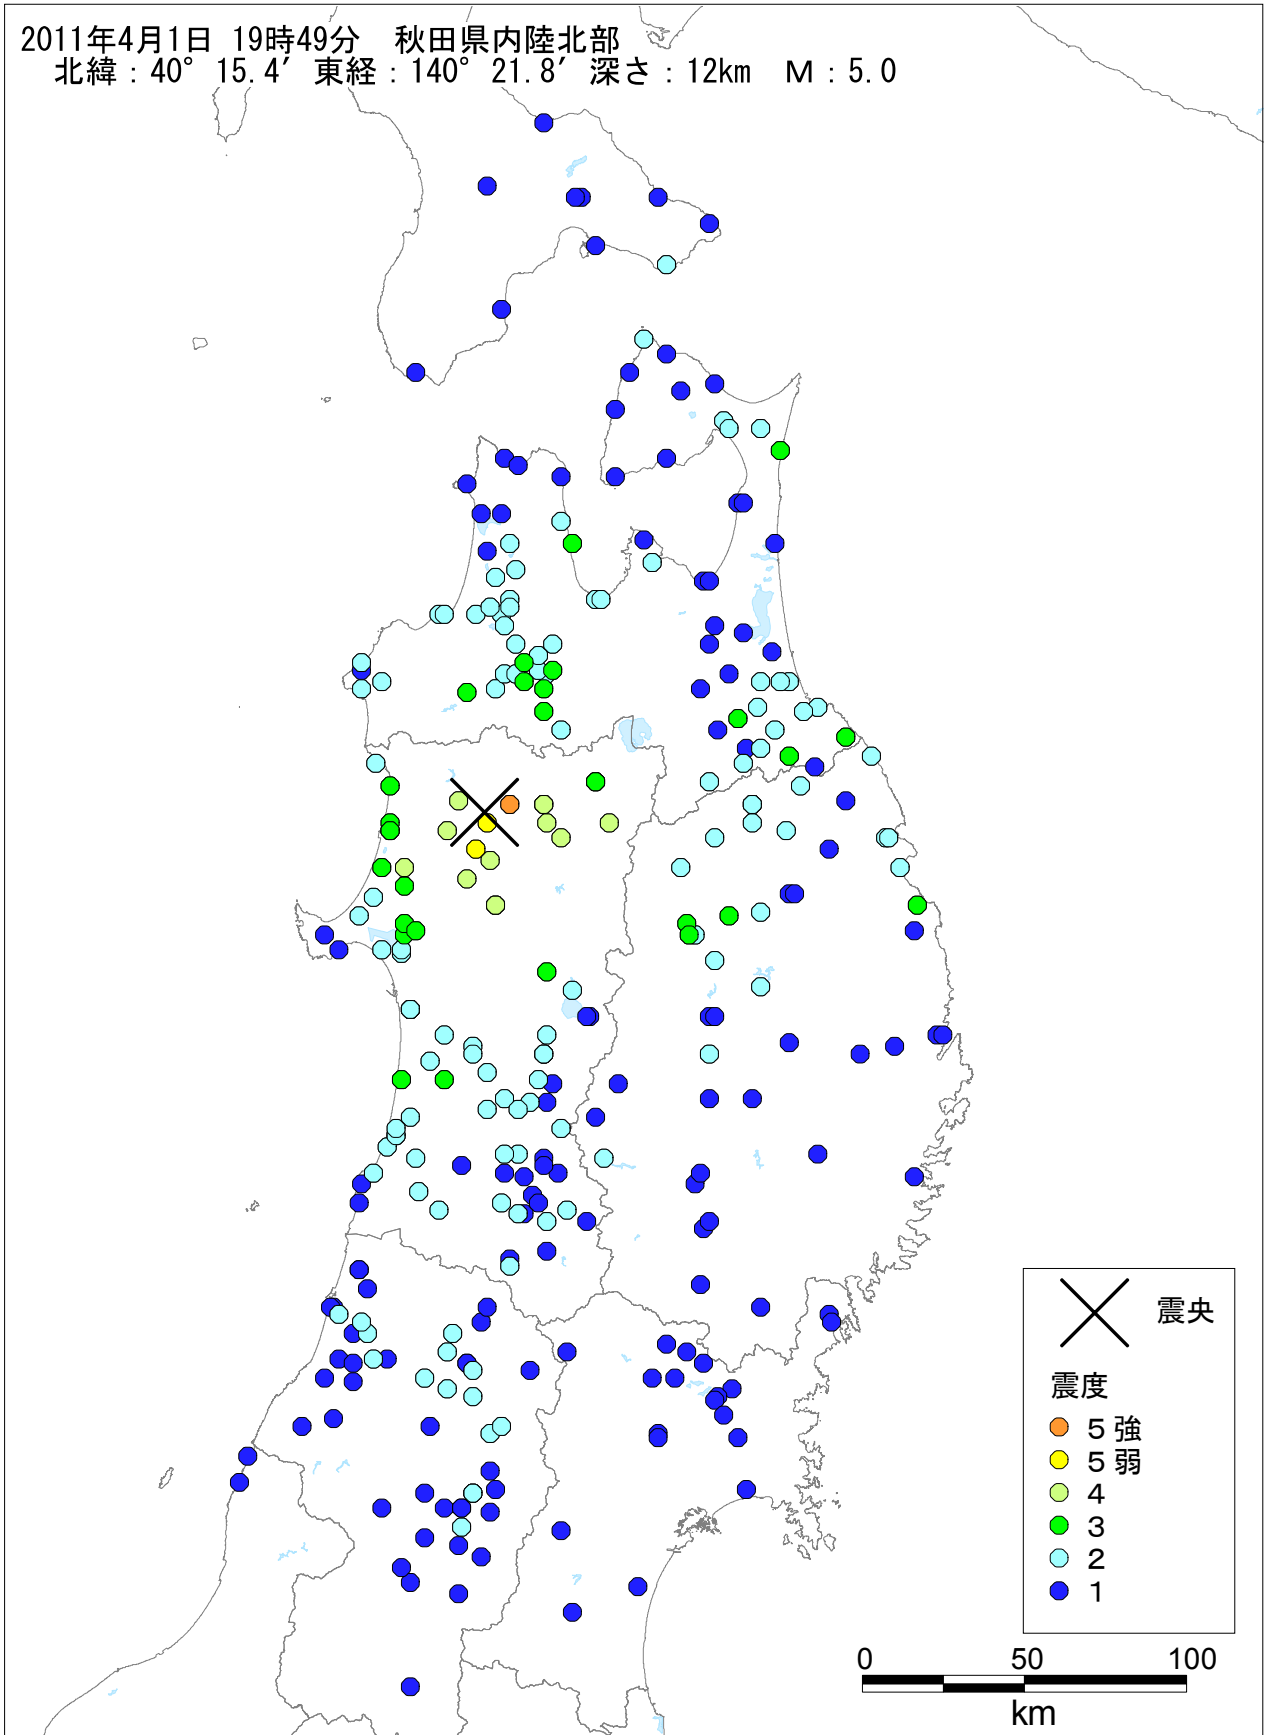 2011年4月1日 19時49分　秋田県内陸北部
北緯：40° 15.4′ 東経：140° 21.8′ 深さ：12km　Ｍ：5.0
震央
震度
５強
５弱
４
３
２
１
0 50 100
km